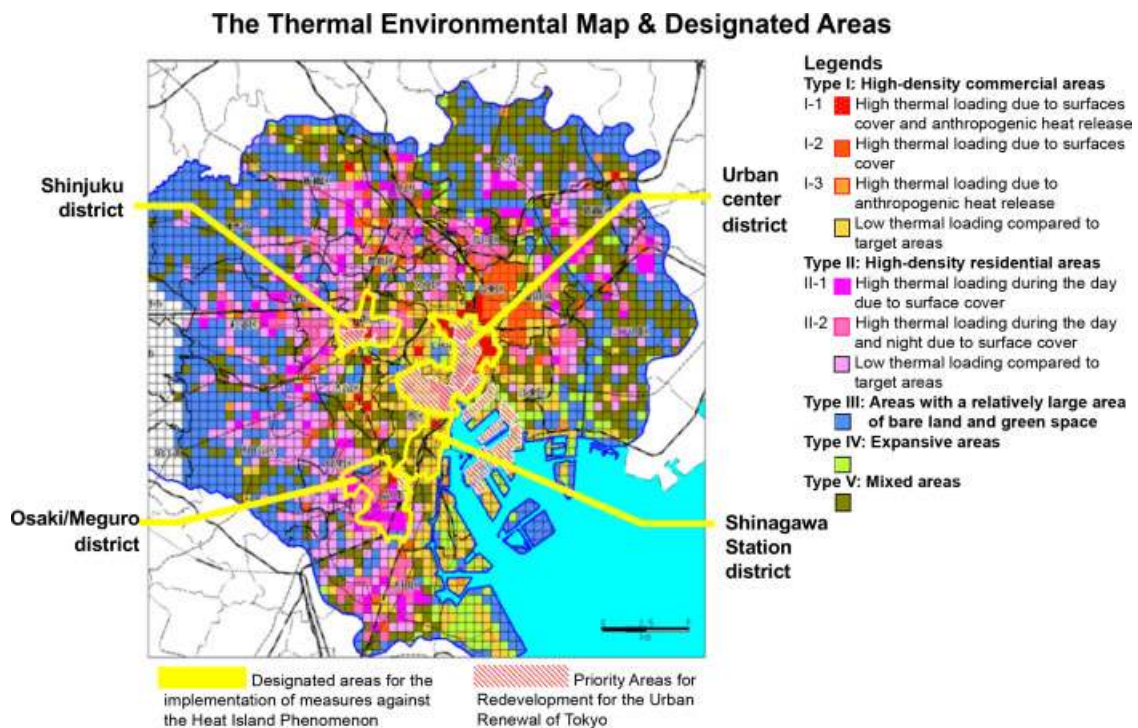 The Thermal Environmental Map & Designated Areas
Shinjuku
district
Urban
center
district
Osaki/Meguro
district
Shinagawa
Station
district
Legends
Type I: High-density commercial areas
I-1 High thermal loading due to surfaces
cover and anthropogenic heat release
I-2 High thermal loading due to surfaces
cover
I-3 High thermal loading due to
anthropogenic heat release
Low thermal loading compared to
target areas
Type II: High-density residential areas
II-1 High thermal loading during the day
due to surface cover
II-2 High thermal loading during the day
and night due to surface cover
Low thermal loading compared to
target areas
Type III: Areas with a relatively large area
of bare land and green space
Type IV: Expansive areas
Type V: Mixed areas
Designated areas for the
implementation of measures against
the Heat Island Phenomenon
Priority Areas for
Redevelopment for the Urban
Renewal of Tokyo